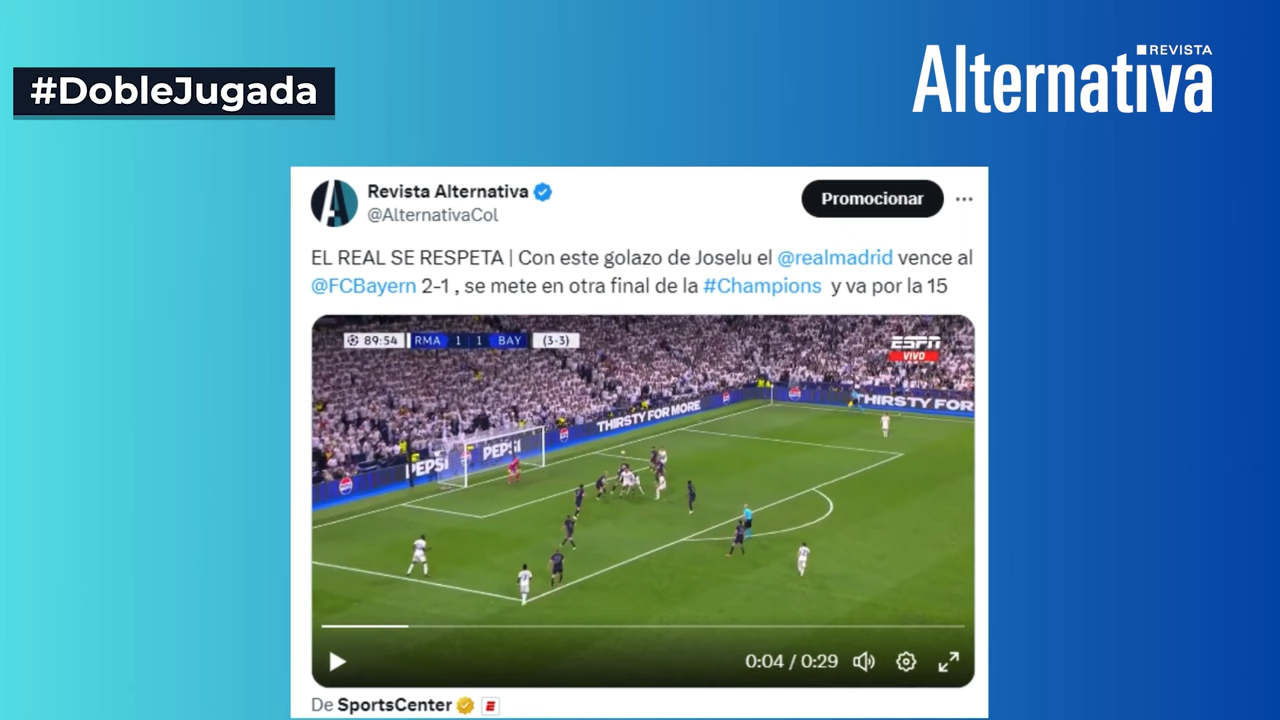 #DobleJugada
REVISTA
Alternativa
Revista Alternativa
@AlternativaCol
Promocionar
EL REAL SE RESPETA | Con este golazo de Joselu el @realmadrid vence al
@FCBayern 2-1 , se mete en otra final de la #Champions y va por la 15
89:54 RMA 1 1 BAY (3-3)
ESPN
VIVO
THIRSTY FOR MORE
THIRSTY FOR
PEPSI
PEPSI
0:04 / 0:29
De SportsCenter